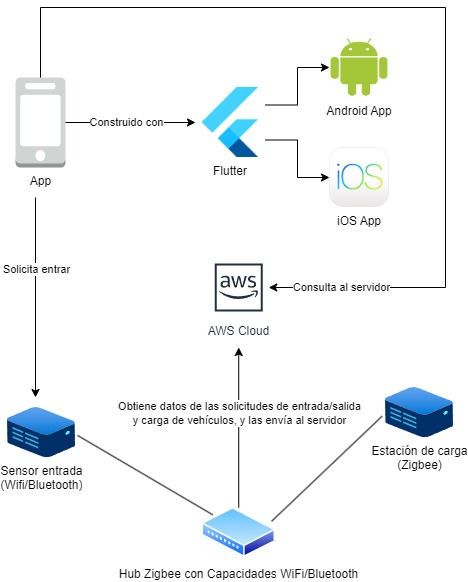 Construido con
Android App
Flutter
App
iOS
iOS App
Solicita entrar
aws
Consulta al servidor
AWS Cloud
Obtiene datos de las solicitudes de entrada/salida
y carga de vehículos, y las envía al servidor
Estación de carga
(Zigbee)
Sensor entrada
(Wifi/Bluetooth)
Hub Zigbee con Capacidades WiFi/Bluetooth